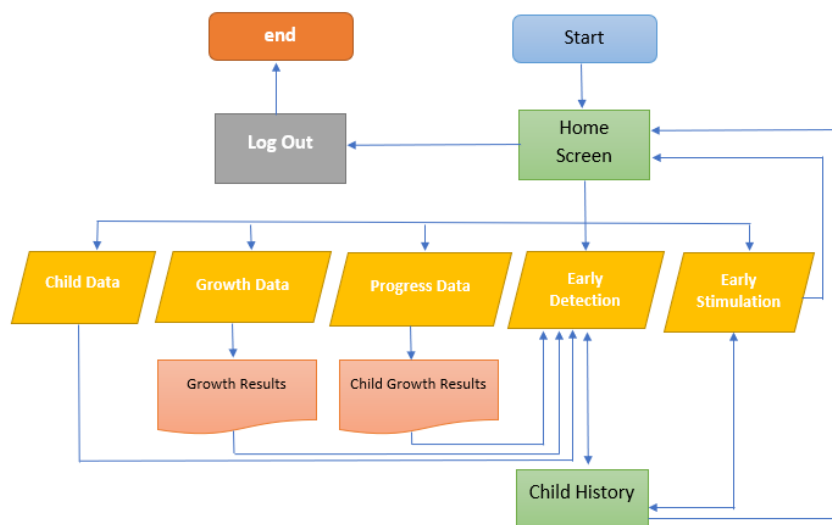 end
Start
Log Out
Home
Screen
Child Data
Growth Data
Progress Data
Early
Detection
Early
Stimulation
Growth Results
Child Growth Results
Child History